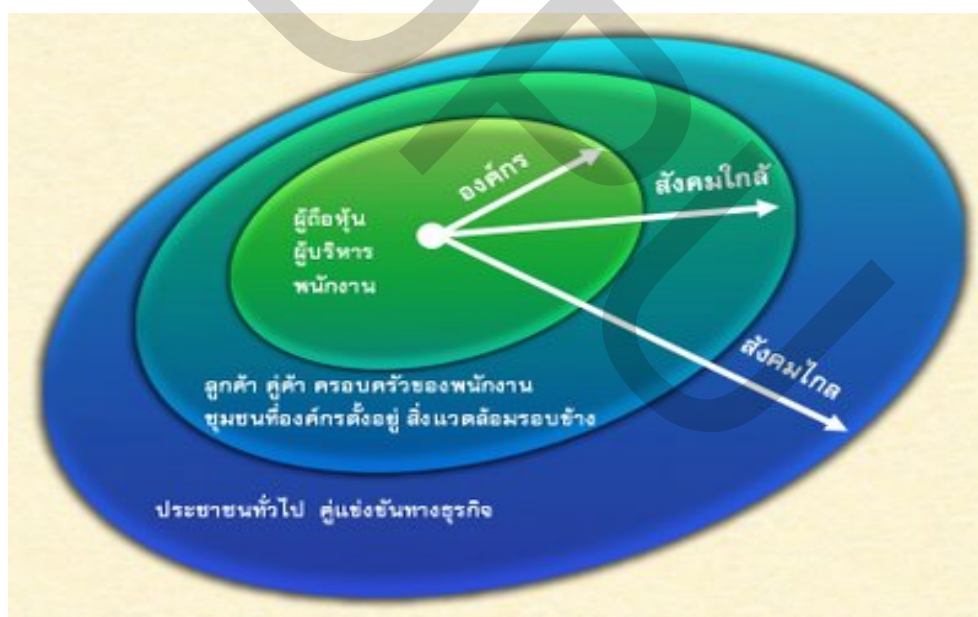 องค์กร
สังคมใกล้
ผู้ถือหุ้น
ผู้บริหาร
พนักงาน
สังคมไกล
ลูกค้า คู่ค้า ครอบครัวของพนักงาน
ชุมชนที่องค์กรตั้งอยู่ สิ่งแวดล้อมรอบข้าง
ประชาชนทั่วไป คู่แข่งขันทางธุรกิจ